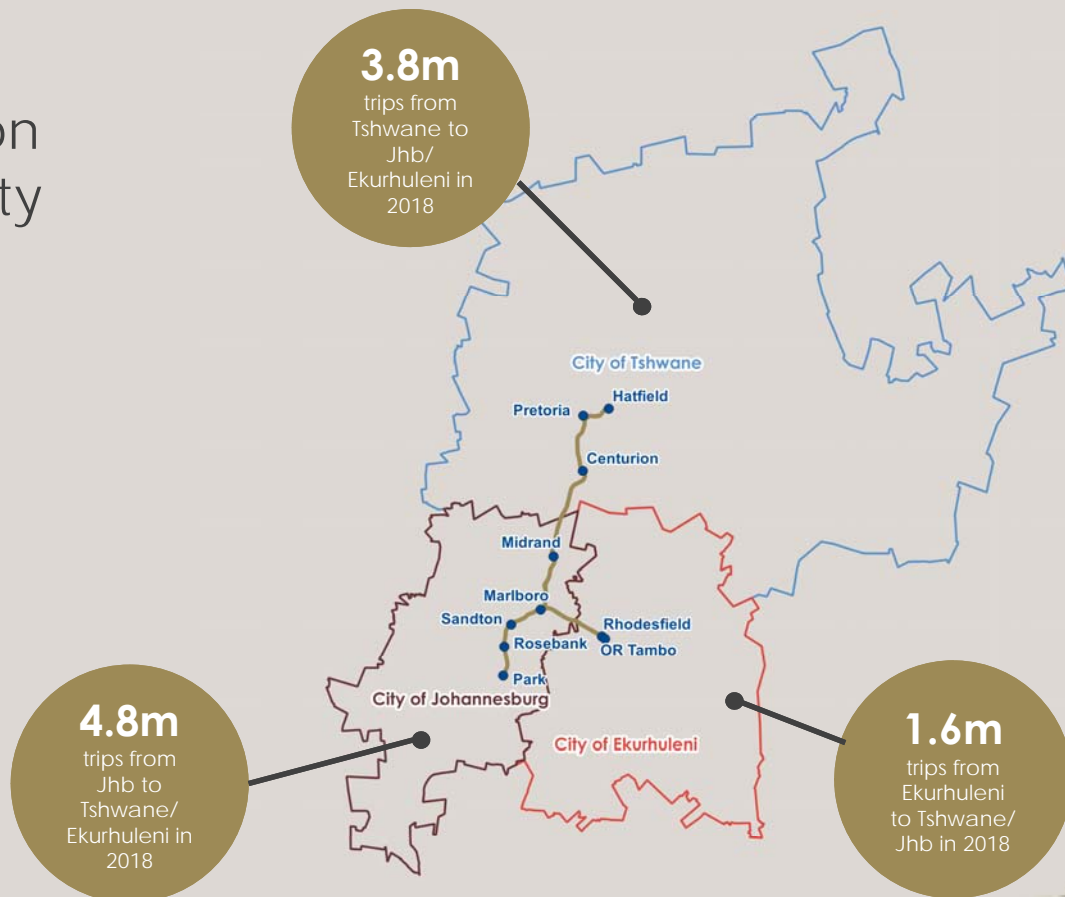 on
ty
3.8m
trips from
Tshwane to
Jhb/
Ekurhuleni in
2018
City of Tshwane
Hatfield
Pretoria
Centurion
Midrand
Marlboro
Sandton
Rhodesfield
Rosebank
OR Tambo
Park
City of Johannesburg
City of Ekurhuleni
4.8m
trips from
Jhb to
Tshwane/
Ekurhuleni in
2018
1.6m
trips from
Ekurhuleni
to Tshwane/
Jhb in 2018